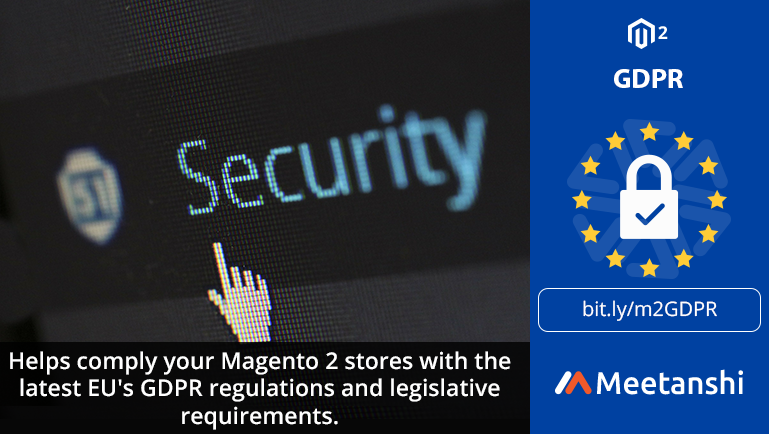 51
Security
Helps comply your Magento 2 stores with the
latest EU's GDPR regulations and legislative
requirements.
2
GDPR
bit.ly/m2GDPR
Meetanshi